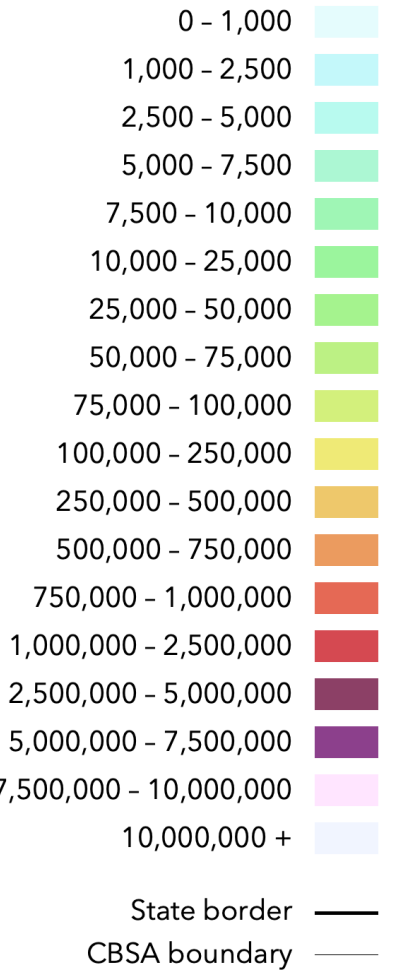 0 – 1,000
1,000 – 2,500
2,500 – 5,000
5,000 – 7,500
7,500 – 10,000
10,000 – 25,000
25,000 – 50,000
50,000 – 75,000
75,000 – 100,000
100,000 – 250,000
250,000 – 500,000
500,000 – 750,000
750,000 – 1,000,000
1,000,000 – 2,500,000
2,500,000 – 5,000,000
5,000,000 – 7,500,000
7,500,000 – 10,000,000
10,000,000 +
State border
CBSA boundary